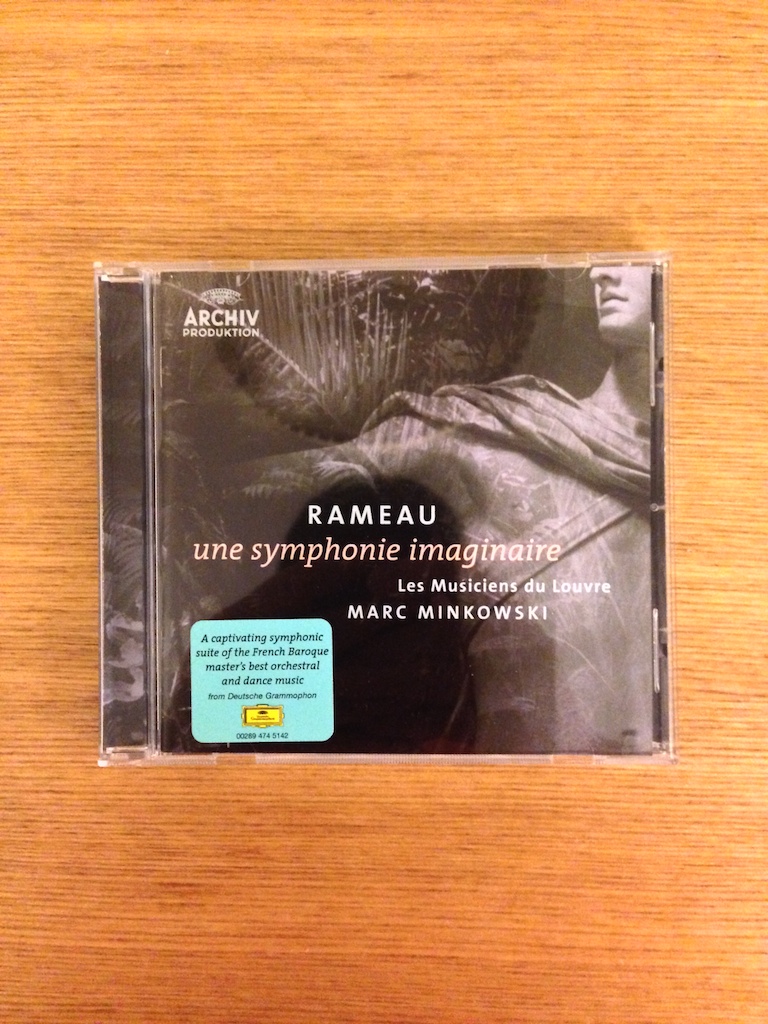 ARCHIV
PRODUKTION
RAMEAU
une symphonie imaginaire
Les Musiciens du Louvre
MARC MINKOWSKI
A captivating symphonic
suite of the French Baroque
master's best orchestral
and dance music
from Deutsche Grammophon
00289 474 5142